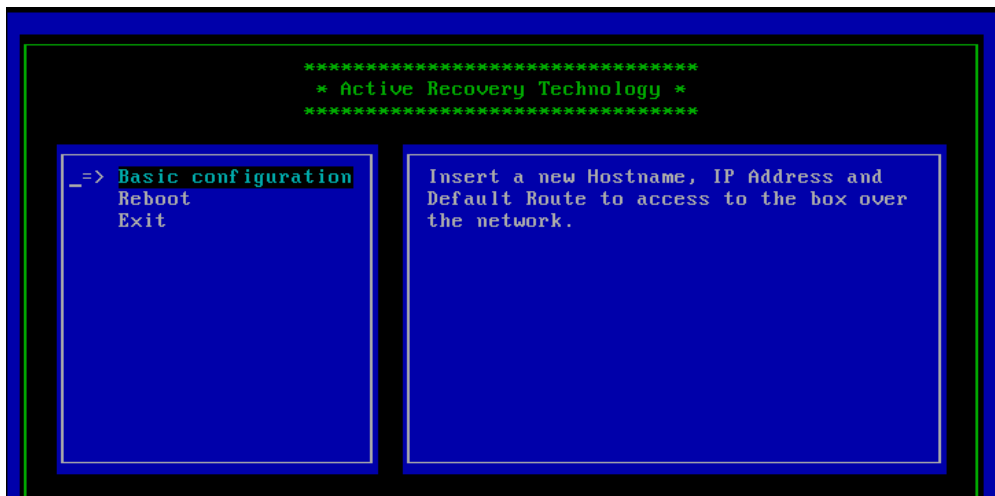 ********************************
* Active Recovery Technology *
********************************
_=> Basic configuration
Reboot
Exit
Insert a new Hostname, IP Address and
Default Route to access to the box over
the network.